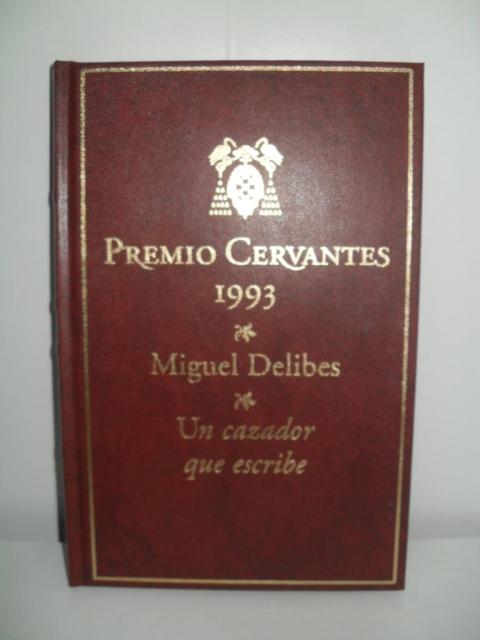 PREMIO CERVANTES
1993
Miguel Delibes
Un cazador
que escribe